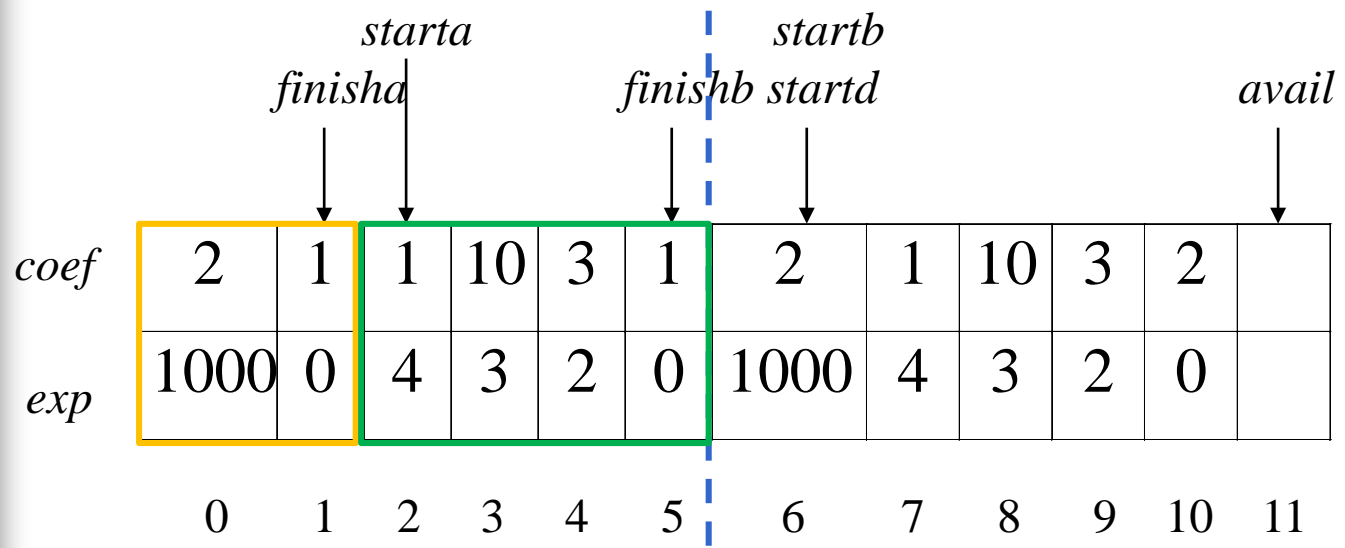 starta startb
finisha finishb startd avail
coef 2 1 1 10 3 1 2 1 10 3 2
exp 1000 0 4 3 2 0 1000 4 3 2 0
0 1 2 3 4 5 6 7 8 9 10 11